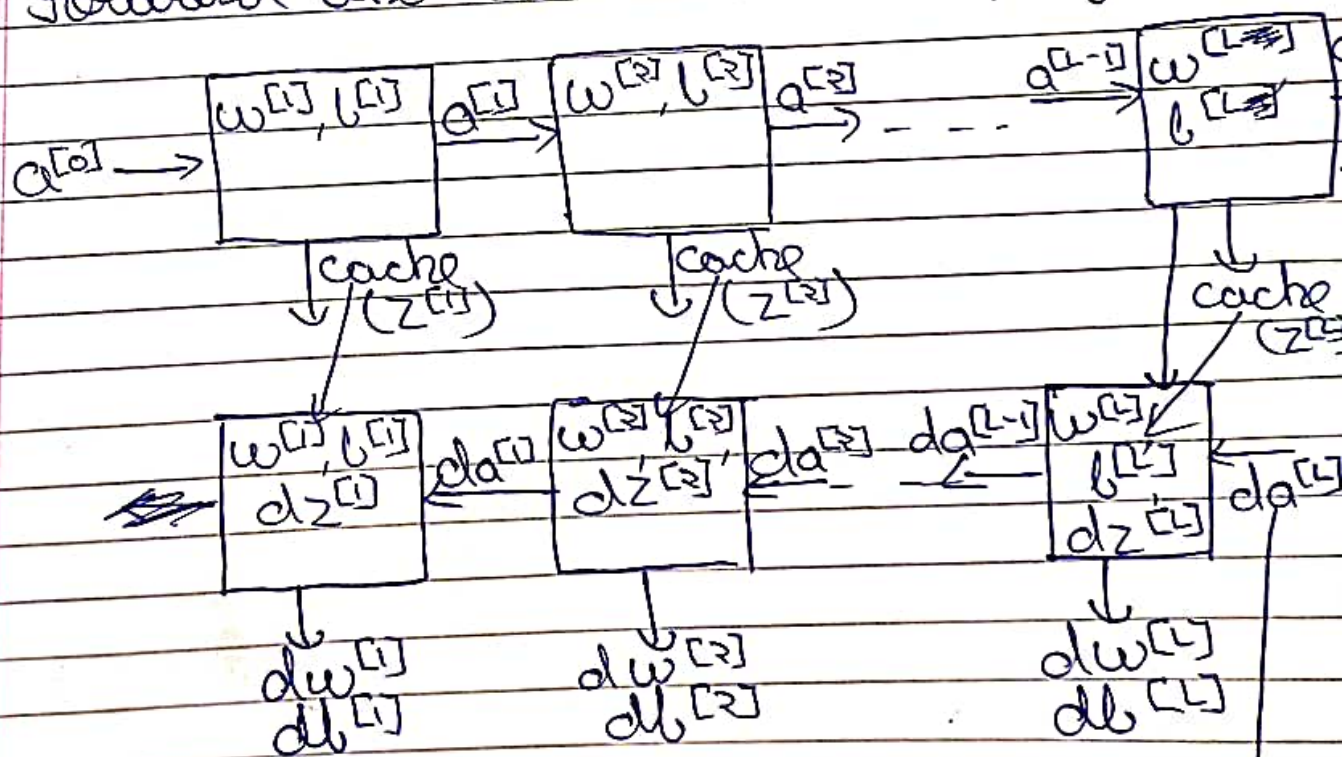 a^[0] → w^[1], b^[1] a^[1] → w^[2], b^[2] a^[2] → - - - a^[L-1] → w^[L]
b^[L]
cache cache cache
(z^[1]) (z^[2]) (z^[L]
w^[1], b^[1] da^[1] w^[2], b^[2], da^[2] da^[L-1] w^[L],
dz^[1] dz^[2] b^[L], da^[L]
dz^[L]
dw^[1] dw^[2] dw^[L]
db^[1] db^[2] db^[L]